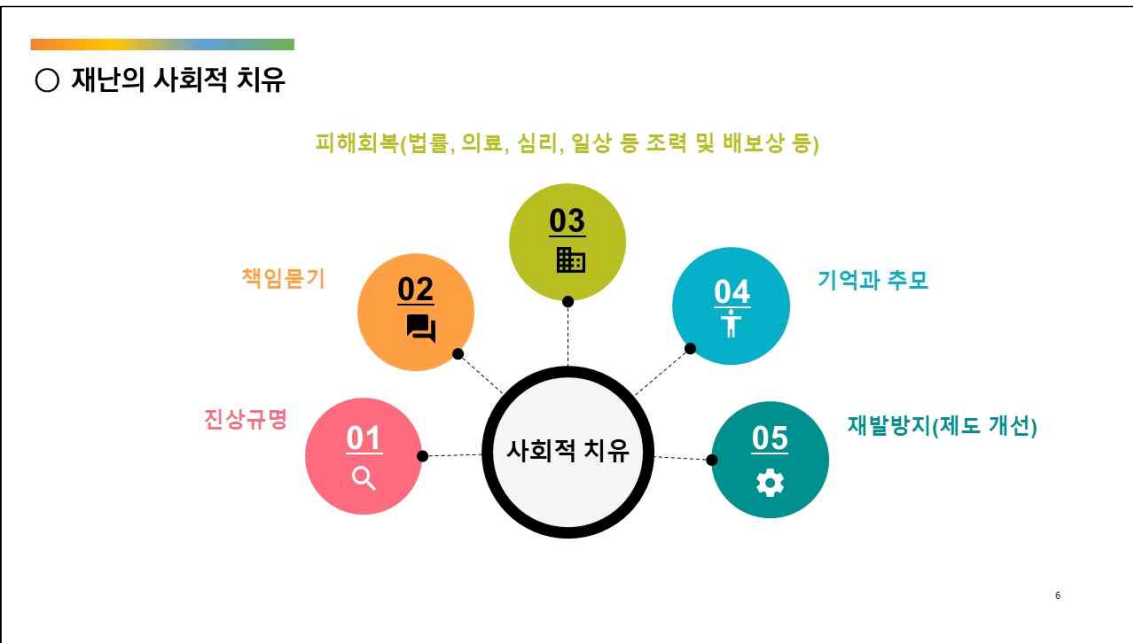 ○ 재난의 사회적 치유
피해회복(법률, 의료, 심리, 일상 등 조력 및 배보상 등)
03
책임묻기
02
04
기억과 추모
진상규명
01
사회적 치유
05
재발방지(제도 개선)
6